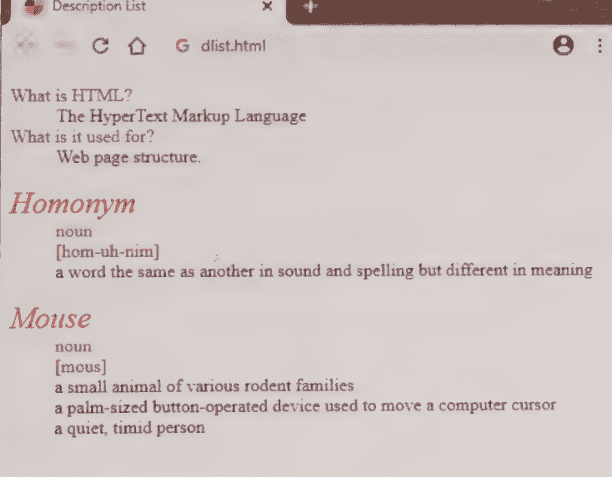 Description List
dlist.html
What is HTML?
The HyperText Markup Language
What is it used for?
Web page structure.
Homonym
noun
[hom-uh-nim]
a word the same as another in sound and spelling but different in meaning
Mouse
noun
[mous]
a small animal of various rodent families
a palm-sized button-operated device used to move a computer cursor
a quiet, timid person